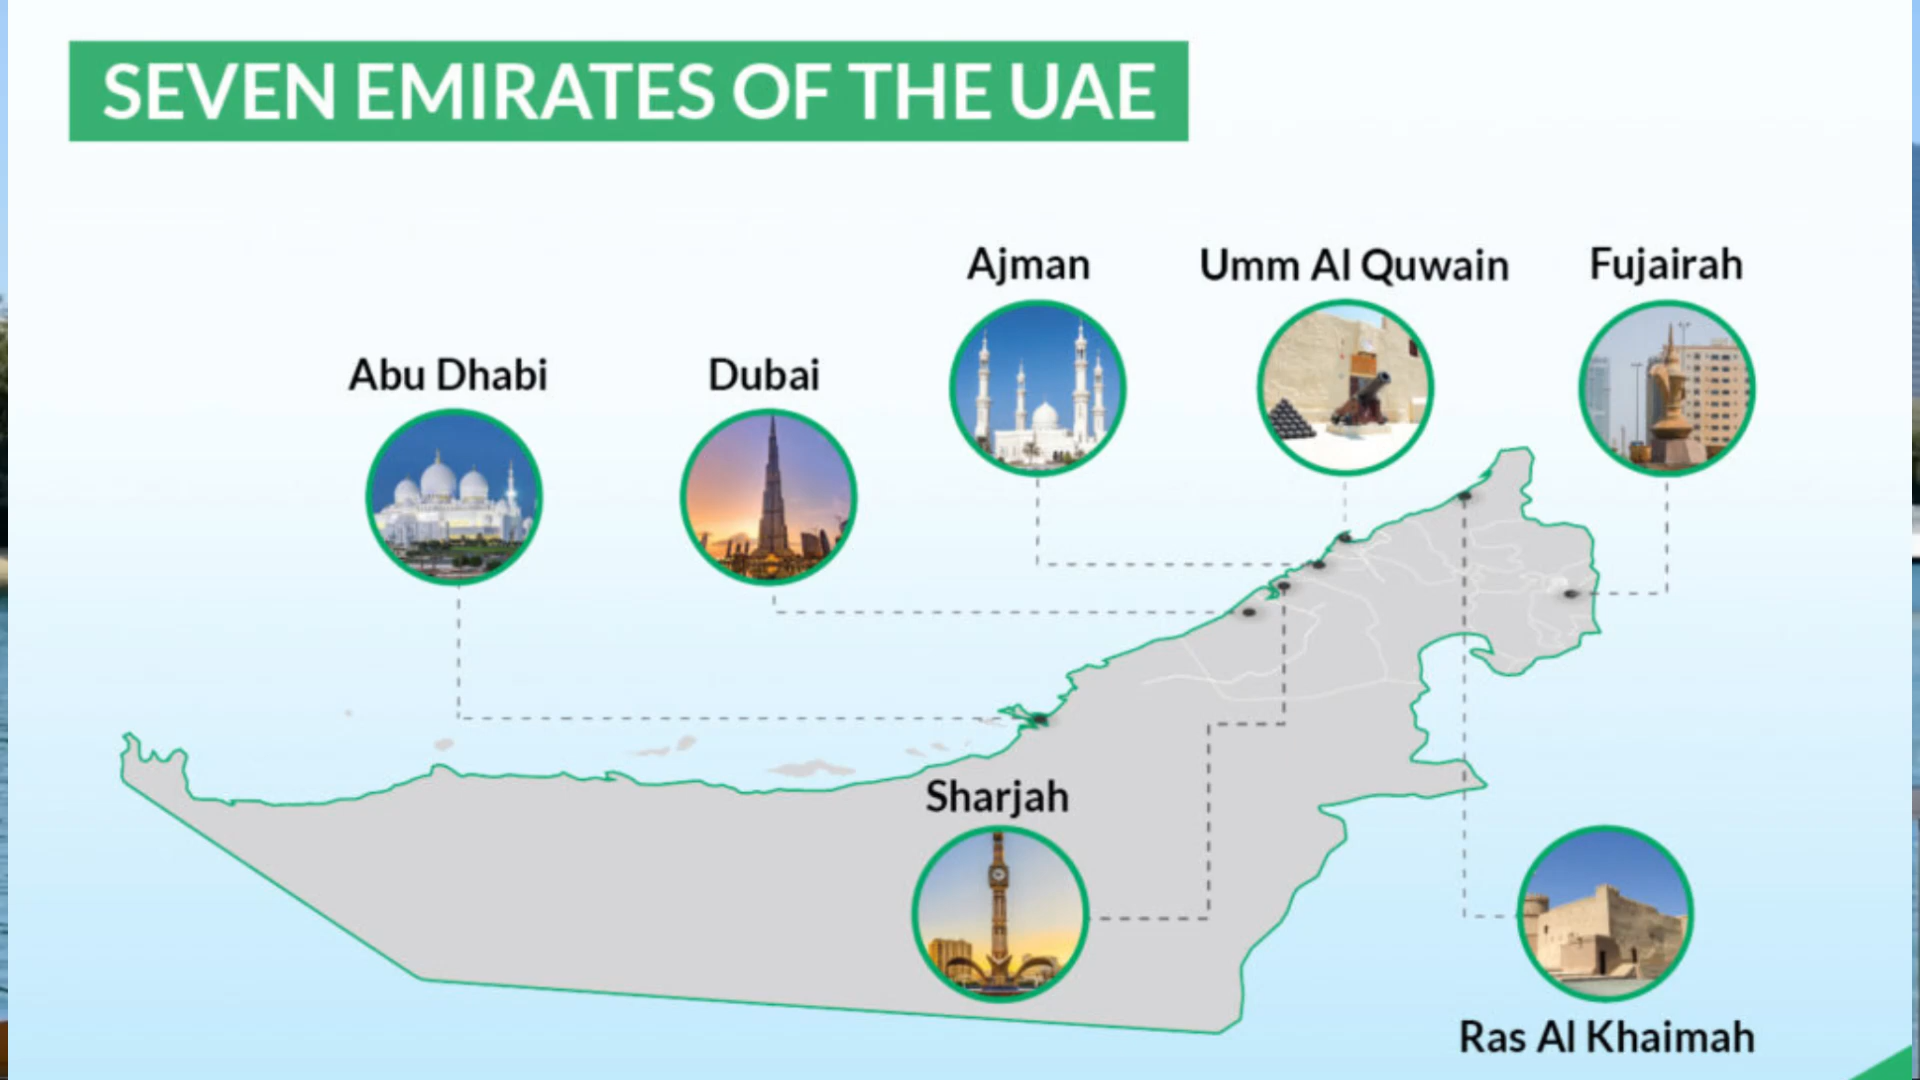 SEVEN EMIRATES OF THE UAE
Ajman
Umm Al Quwain
Fujairah
Abu Dhabi
Dubai
Sharjah
Ras Al Khaimah